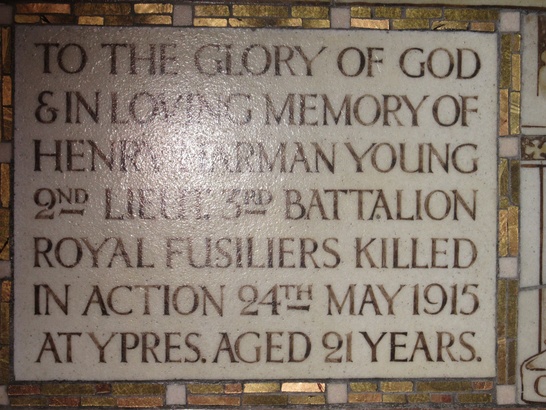 TO THE GLORY OF GOD
& IN LOVING MEMORY OF
HENRY HARMAN YOUNG
2ND LIEUT. 3RD BATTALION
ROYAL FUSILIERS KILLED
IN ACTION 24TH MAY 1915
AT YPRES. AGED 21 YEARS.